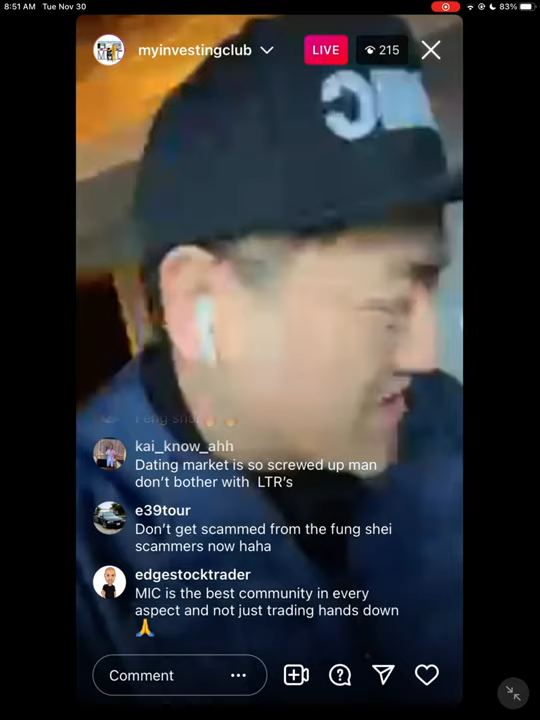 8:51 AM Tue Nov 30
83%
myinvestingclub
LIVE
215
kai_know_ahh
Dating market is so screwed up man
don’t bother with LTR’s
e39tour
Don’t get scammed from the fung shei
scammers now haha
edgestocktrader
MIC is the best community in every
aspect and not just trading hands down
🙏
Comment